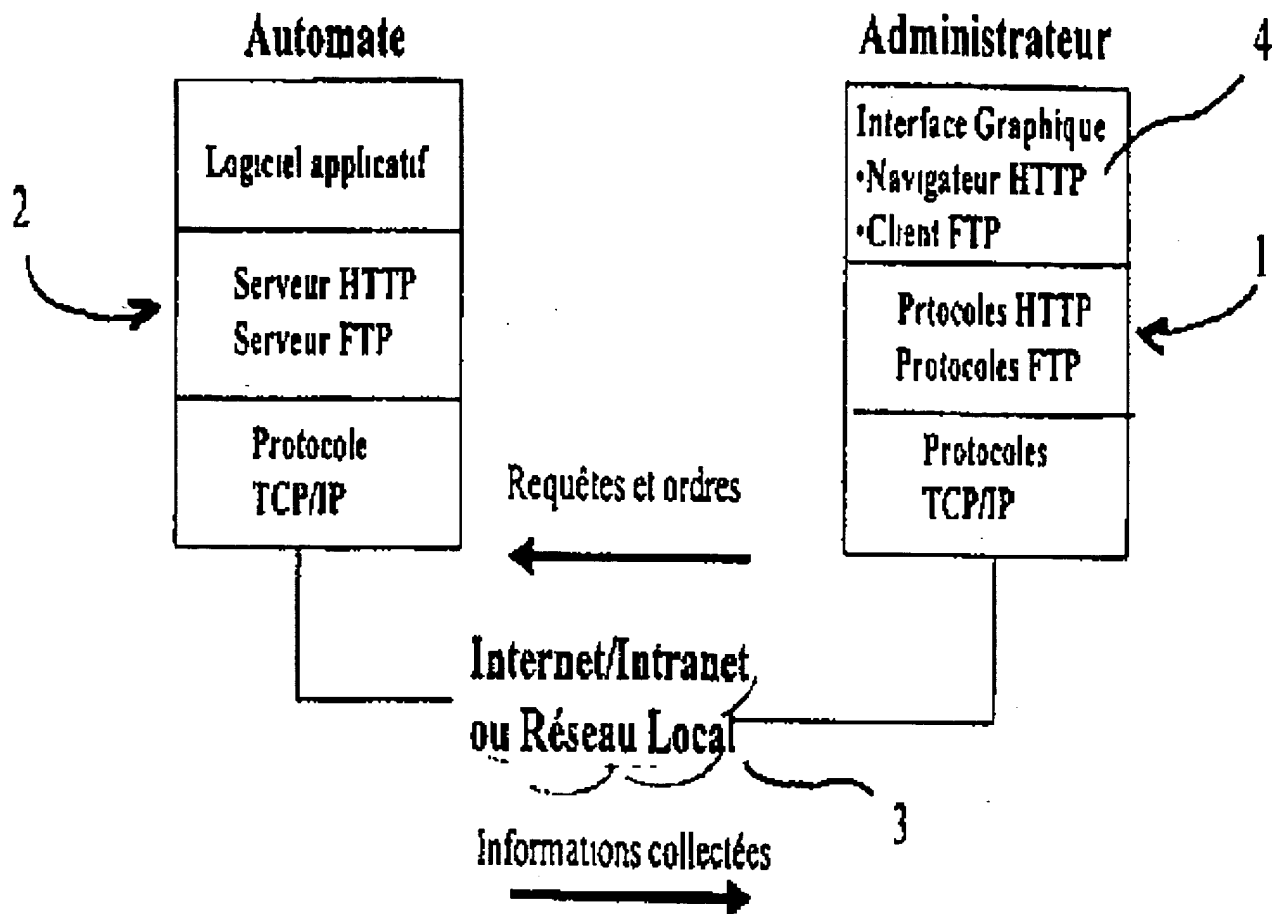 Automate
Administrateur
4
Logiciel applicatif
Interface Graphique
•Navigateur HTTP
•Client FTP
2
1
Serveur HTTP
Serveur FTP
Prtocoles HTTP
Protocoles FTP
Protocole
TCP/IP
Protocoles
TCP/IP
Requêtes et ordres
Internet/Intranet
ou Réseau Local
3
Informations collectées